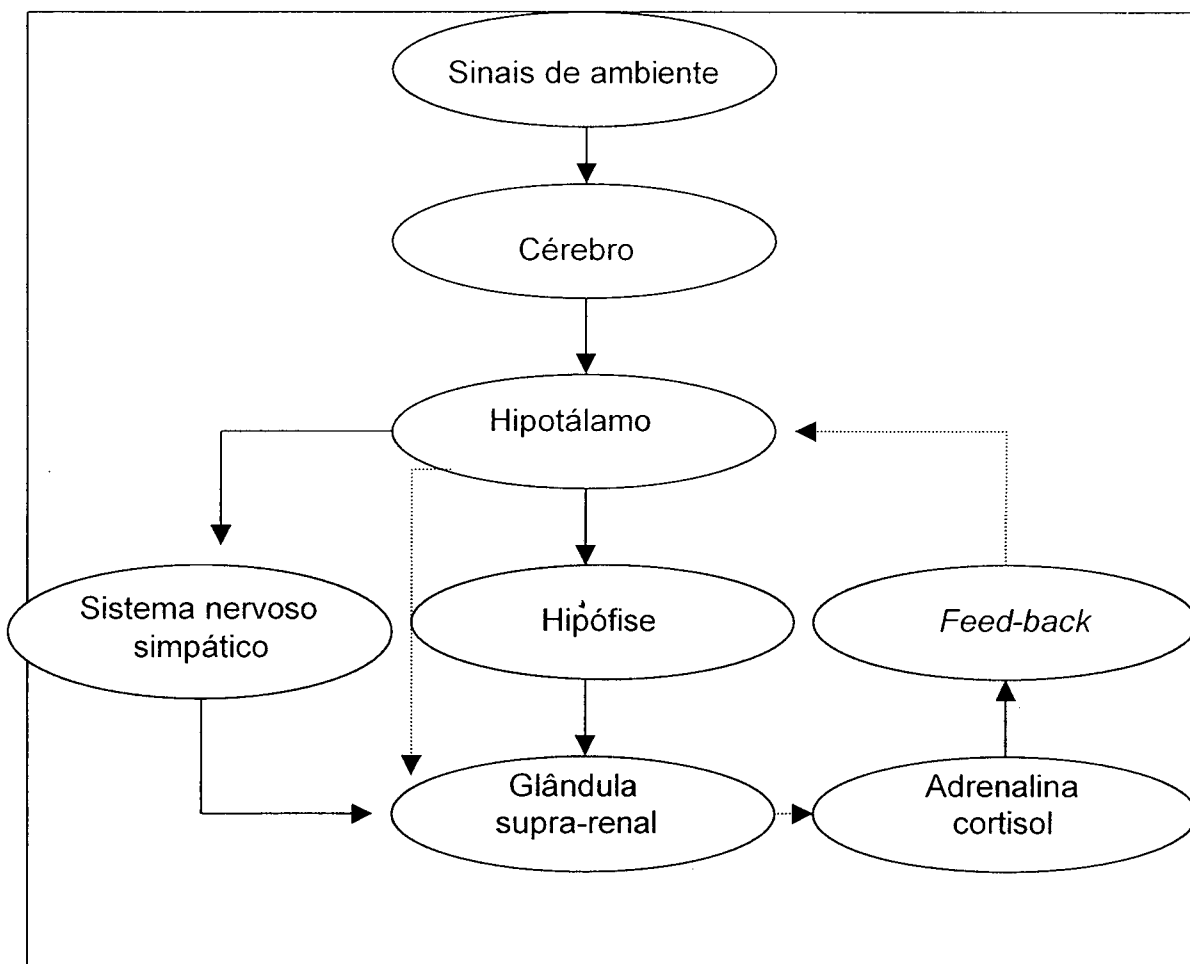 Sinais de ambiente
Cérebro
Hipotálamo
Sistema nervoso
simpático
Hipófise
Feed-back
Glândula
supra-renal
Adrenalina
cortisol